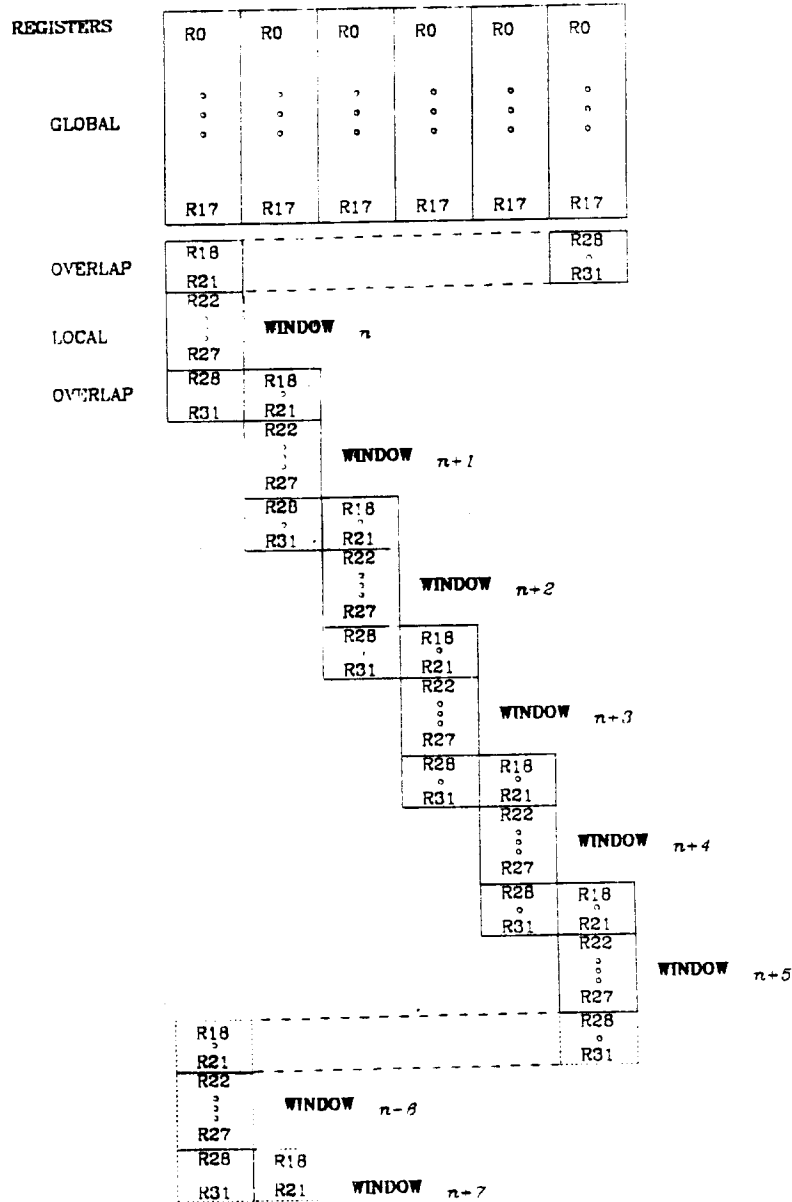 REGISTERS R0 R0 R0 R0 R0 R0
GLOBAL
R17 R17 R17 R17 R17 R17
R18 R28
OVERLAP
R21 R31
R22
LOCAL WINDOW n
R27
R28 R18
OVERLAP
R31 R21
R22
WINDOW n+1
R27
R28 R18
R31 R21
R22
WINDOW n+2
R27
R28 R18
R31 R21
R22
WINDOW n+3
R27
R28 R18
R31 R21
R22
WINDOW n+4
R27
R28 R18
R31 R21
R22
WINDOW n+5
R27
R18 R28
R21 R31
R22
WINDOW n-6
R27
R28 R18
R31 R21 WINDOW n+7